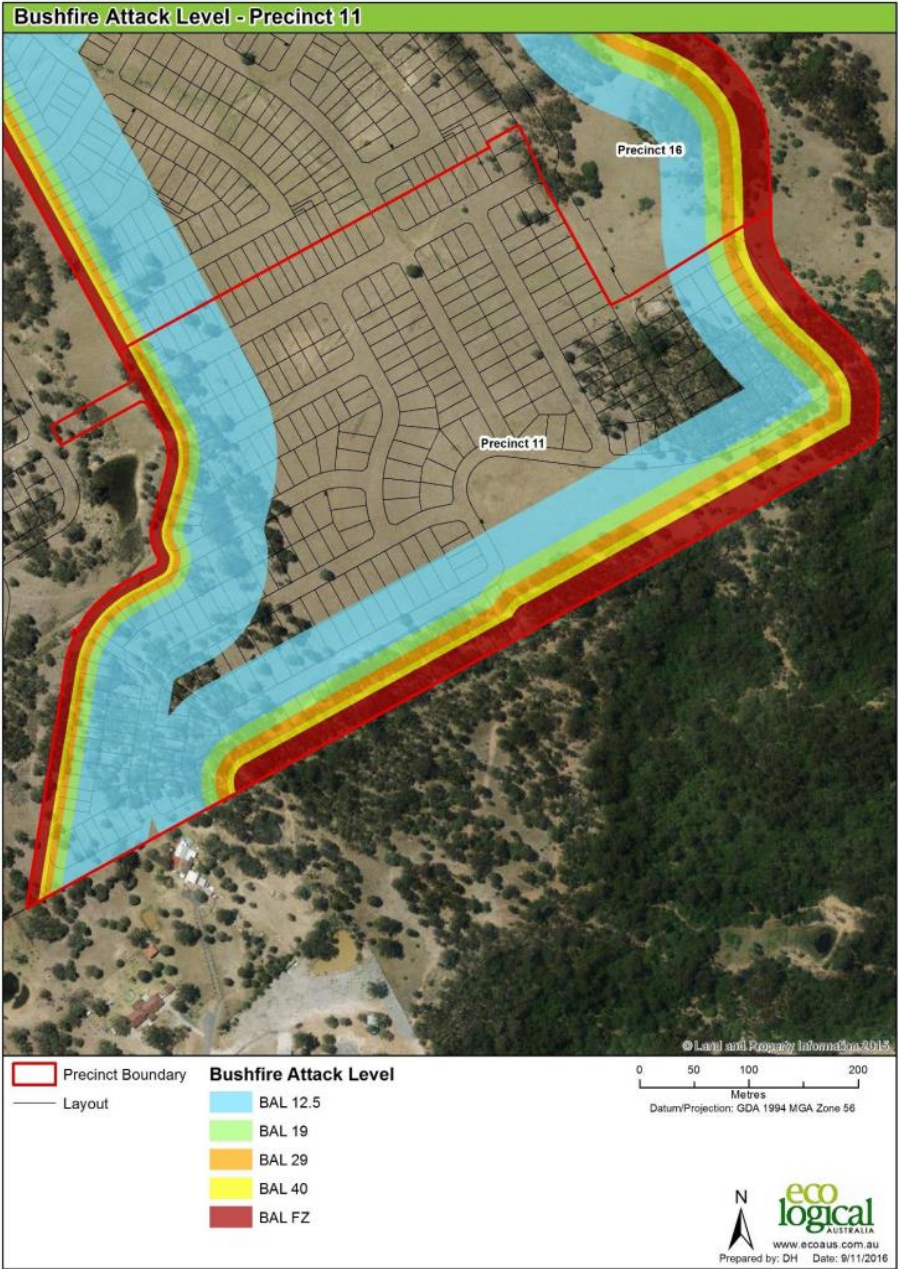 Bushfire Attack Level - Precinct 11
Precinct 16
Precinct 11
© Land and Property Information 2015
Precinct Boundary
Layout
Bushfire Attack Level
BAL 12.5
BAL 19
BAL 29
BAL 40
BAL FZ
0 50 100 200
Metres
Datum/Projection: GDA 1994 MGA Zone 56
N
eco
logical
AUSTRALIA
www.ecoaus.com.au
Prepared by: DH Date: 9/11/2016